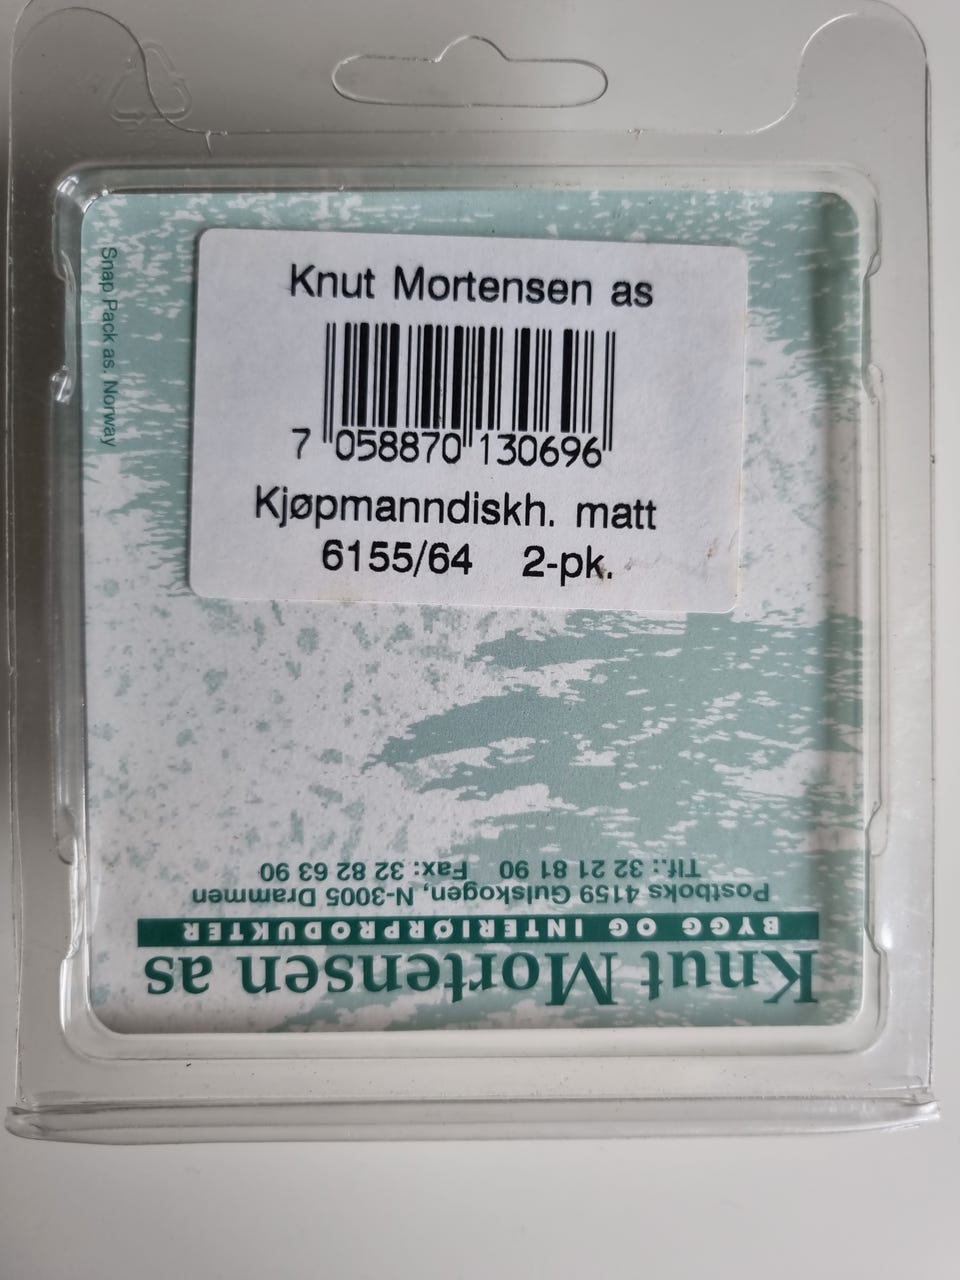 Knut Mortensen as
7 058870 130696
Kjøpmanndiskh. matt
6155/64 2-pk.
Snap Pack as. Norway
Knut Mortensen as
BYGG OG INTERIØRPRODUKTER
Postboks 4159 Gulskogen, N-3005 Drammen
Tlf.: 32 21 81 90 Fax: 32 82 63 90